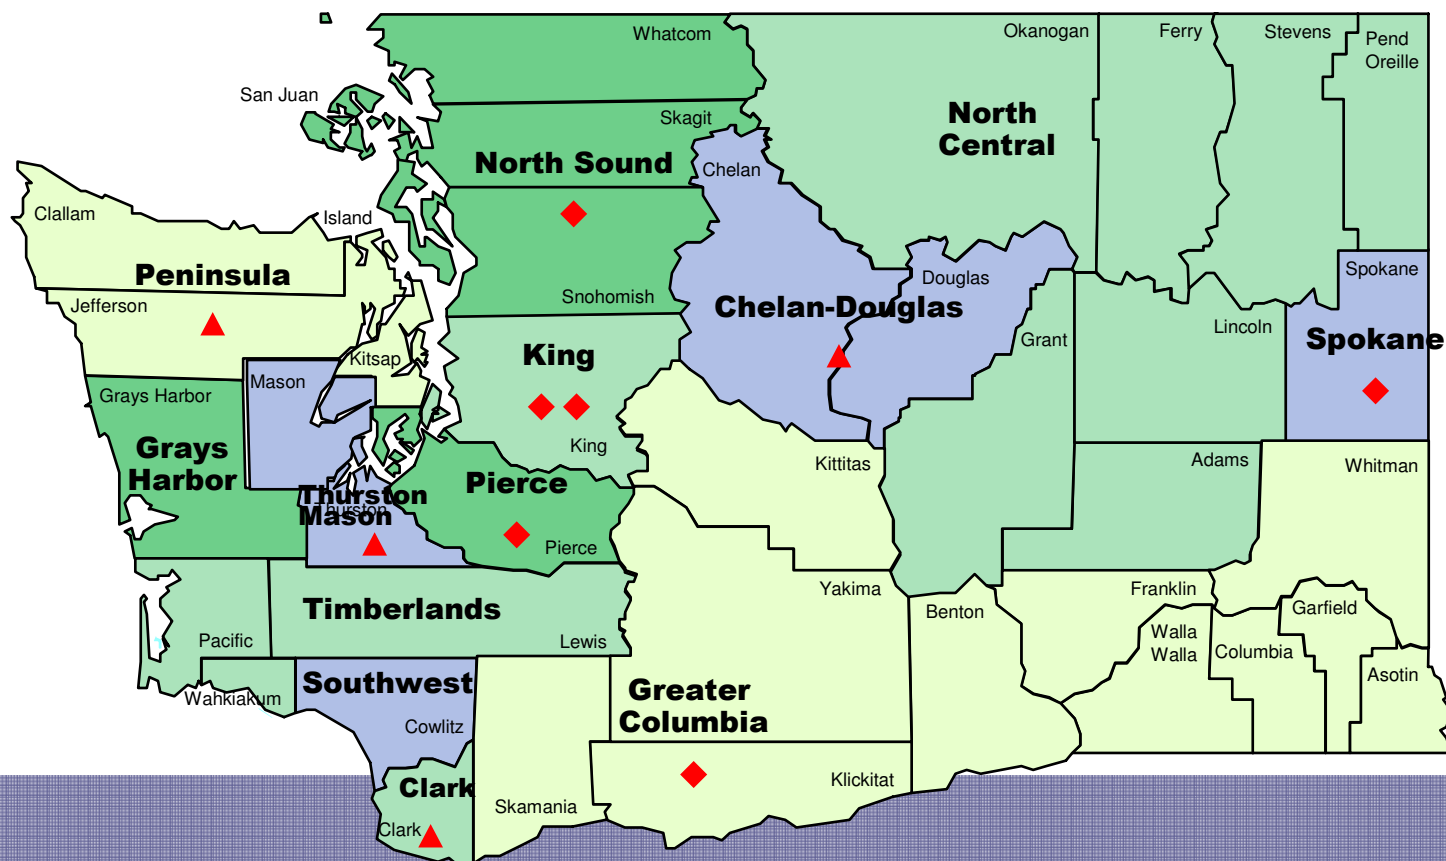 Whatcom
Okanogan
Ferry
Stevens
Pend
Oreille
San Juan
Skagit
North
Central
North Sound
Chelan
Clallam
Island
Peninsula
Douglas
Spokane
Jefferson
Snohomish
Chelan-Douglas
Lincoln
Grant
Spokane
King
Kitsap
Mason
Grays Harbor
King
Grays
Harbor
Kittitas
Adams
Whitman
Pierce
Thurston
Mason
Thurston
Pierce
Yakima
Franklin
Timberlands
Benton
Garfield
Pacific
Lewis
Walla
Walla
Columbia
Asotin
Wahkiakum
Southwest
Greater
Columbia
Cowlitz
Clark
Klickitat
Skamania
Clark